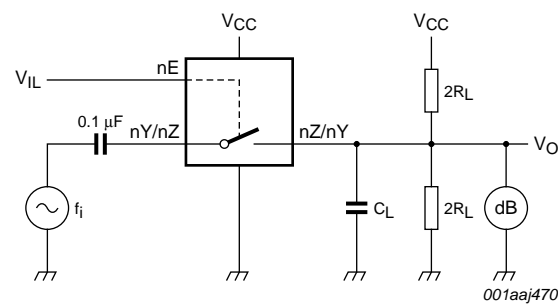 VCC
VCC
nE
VIL
2RL
0.1 μF
nY/nZ
nZ/nY
VO
fi
CL
2RL
dB
001aaj470